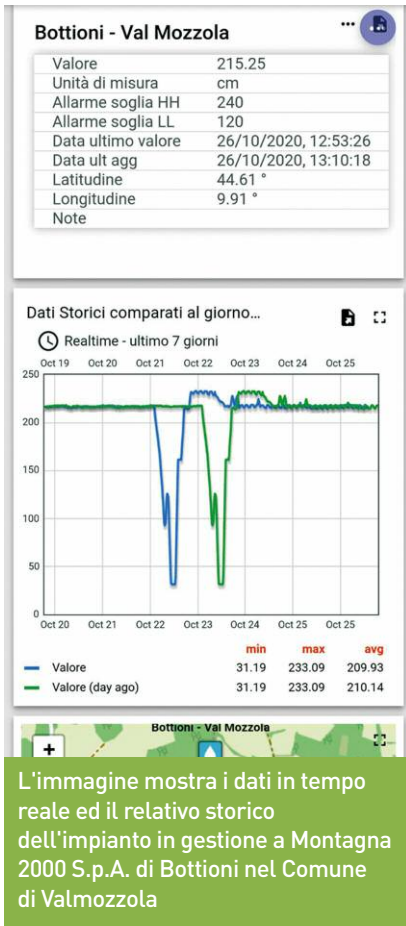 Bottioni - Val Mozzola
Valore 215.25
Unità di misura cm
Allarme soglia HH 240
Allarme soglia LL 120
Data ultimo valore 26/10/2020, 12:53:26
Data ult agg 26/10/2020, 13:10:18
Latitudine 44.61 °
Longitudine 9.91 °
Note
Dati Storici comparati al giorno…
Realtime - ultimo 7 giorni
Oct 19 Oct 20 Oct 21 Oct 22 Oct 23 Oct 24 Oct 25
250
200
150
100
50
0
Oct 20 Oct 21 Oct 22 Oct 23 Oct 24 Oct 25 Oct 25
min max avg
Valore 31.19 233.09 209.93
Valore (day ago) 31.19 233.09 210.14
Bottioni - Val Mozzola
+
L'immagine mostra i dati in tempo
reale ed il relativo storico
dell'impianto in gestione a Montagna
2000 S.p.A. di Bottioni nel Comune
di Valmozzola